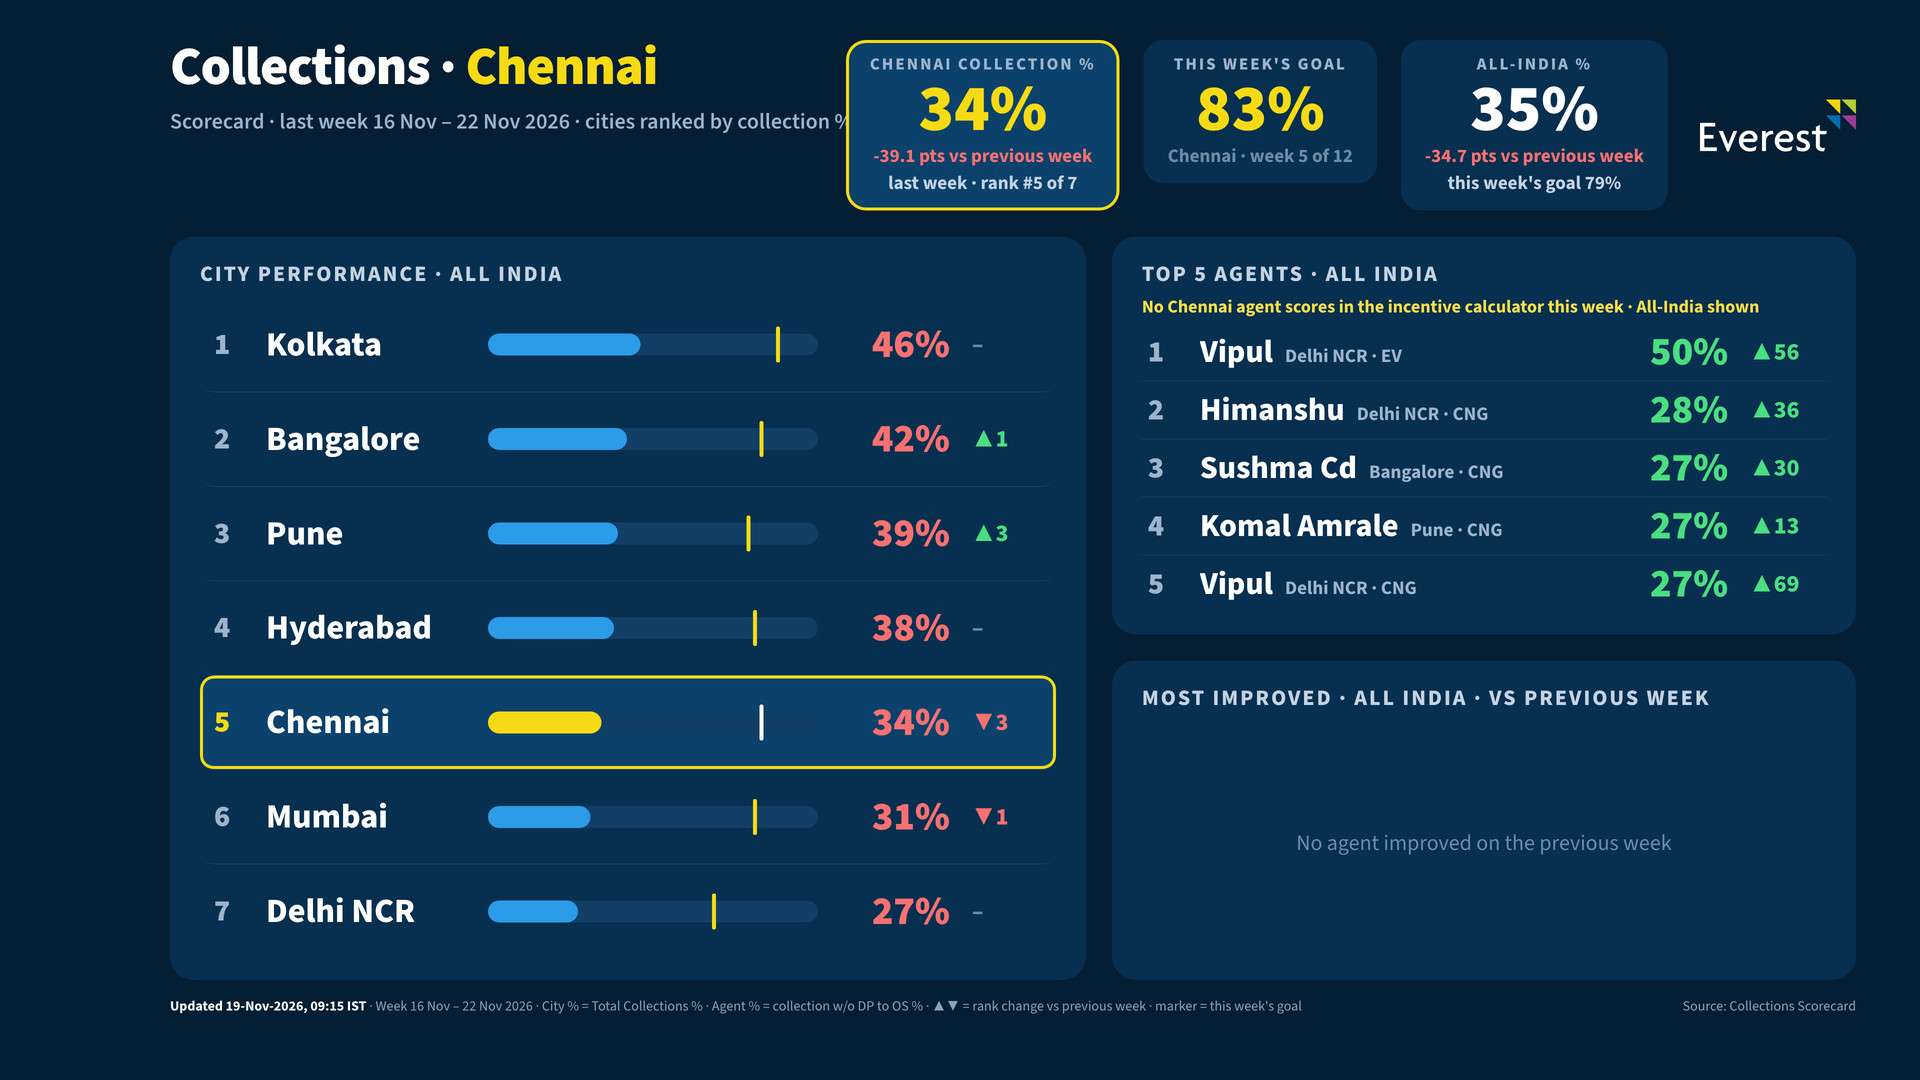 Collections · Chennai
Scorecard · last week 16 Nov – 22 Nov 2026 · cities ranked by collection %
CHENNAI COLLECTION %
34%
-39.1 pts vs previous week
last week · rank #5 of 7
THIS WEEK'S GOAL
83%
Chennai · week 5 of 12
ALL-INDIA %
35%
-34.7 pts vs previous week
this week's goal 79%
Everest
CITY PERFORMANCE · ALL INDIA
1 Kolkata 46% –
2 Bangalore 42% ▲1
3 Pune 39% ▲3
4 Hyderabad 38% –
5 Chennai 34% ▼3
6 Mumbai 31% ▼1
7 Delhi NCR 27% –
TOP 5 AGENTS · ALL INDIA
No Chennai agent scores in the incentive calculator this week · All-India shown
1 Vipul Delhi NCR · EV 50% ▲56
2 Himanshu Delhi NCR · CNG 28% ▲36
3 Sushma Cd Bangalore · CNG 27% ▲30
4 Komal Amrale Pune · CNG 27% ▲13
5 Vipul Delhi NCR · CNG 27% ▲69
MOST IMPROVED · ALL INDIA · VS PREVIOUS WEEK
No agent improved on the previous week
Updated 19-Nov-2026, 09:15 IST · Week 16 Nov – 22 Nov 2026 · City % = Total Collections % · Agent % = collection w/o DP to OS % · ▲▼ = rank change vs previous week · marker = this week's goal
Source: Collections Scorecard